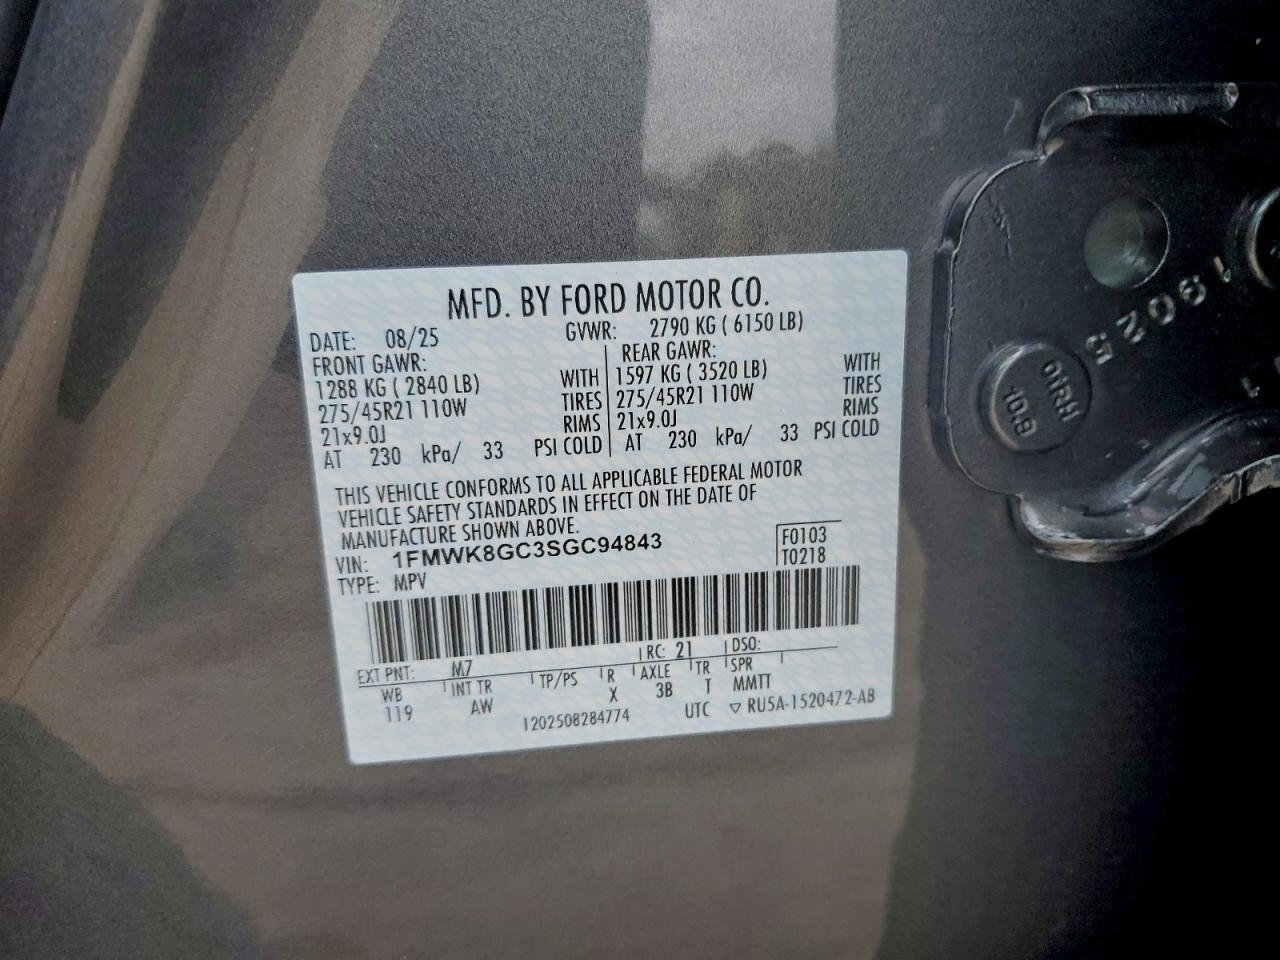 MFD. BY FORD MOTOR CO.
DATE: 08/25 GVWR: 2790 KG ( 6150 LB)
FRONT GAWR: REAR GAWR:
1288 KG ( 2840 LB) WITH 1597 KG ( 3520 LB) WITH
275/45R21 110W TIRES 275/45R21 110W TIRES
21x9.0J RIMS 21x9.0J RIMS
AT 230 kPa/ 33 PSI COLD AT 230 kPa/ 33 PSI COLD
THIS VEHICLE CONFORMS TO ALL APPLICABLE FEDERAL MOTOR
VEHICLE SAFETY STANDARDS IN EFFECT ON THE DATE OF
MANUFACTURE SHOWN ABOVE.
VIN: 1FMWK8GC3SGC94843 F0103
TYPE: MPV T0218
EXT PNT: M7 RC: 21 DSO:
WB INT TR TP/PS R AXLE TR SPR
119 AW X 3B T MMTT
1202508284774 UTC ▽ RU5A-1520472-AB
19025
1089